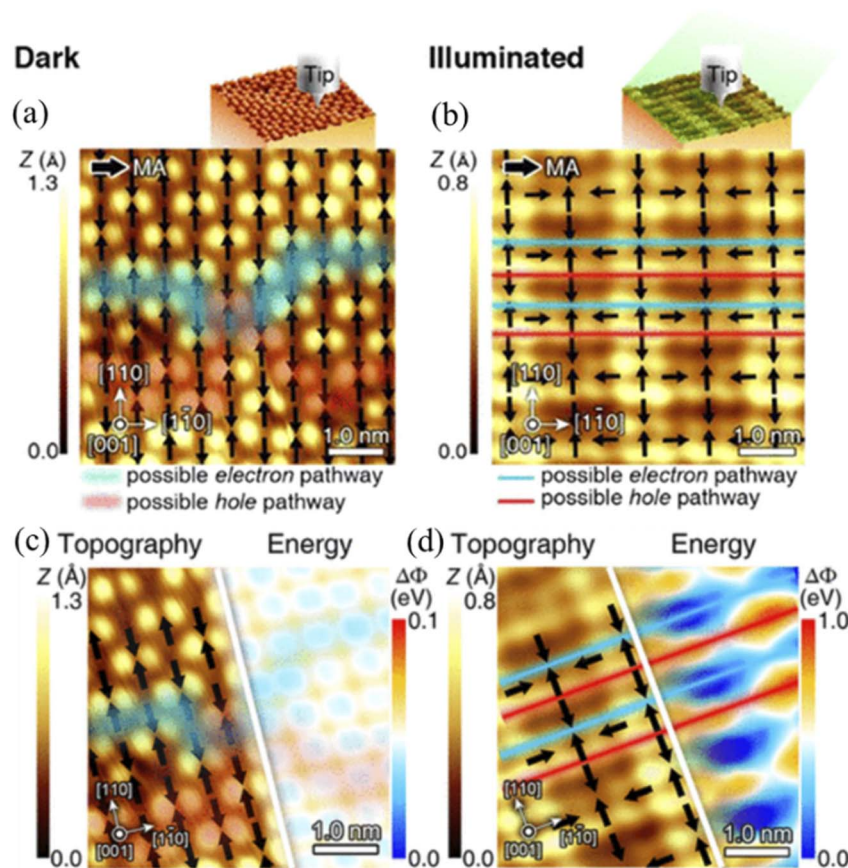 Dark
Illuminated
Tip
Tip
(a)
(b)
Z (Å)
1.3
MA
Z (Å)
0.8
MA
[110]
[11̄0]
[001]
1.0 nm
0.0
[110]
[11̄0]
[001]
1.0 nm
0.0
possible electron pathway
possible hole pathway
possible electron pathway
possible hole pathway
(c)
Topography
Energy
(d)
Topography
Energy
Z (Å)
1.3
ΔΦ
(eV)
0.1
Z (Å)
0.8
ΔΦ
(eV)
1.0
[110]
[11̄0]
[001]
1.0 nm
0.0
0.0
[110]
[11̄0]
[001]
1.0 nm
0.0
0.0